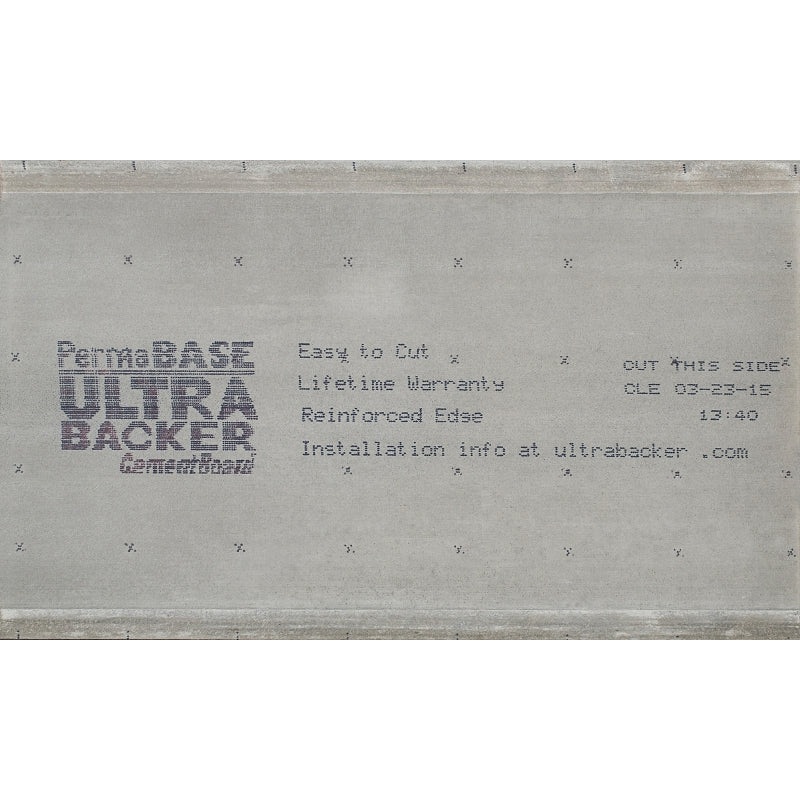 PermaBASE
ULTRA
BACKER
CementBoard
Easy to Cut
Lifetime Warranty
Reinforced Edge
Installation info at ultrabacker .com
CUT THIS SIDE
CLE 03-23-15
13:40